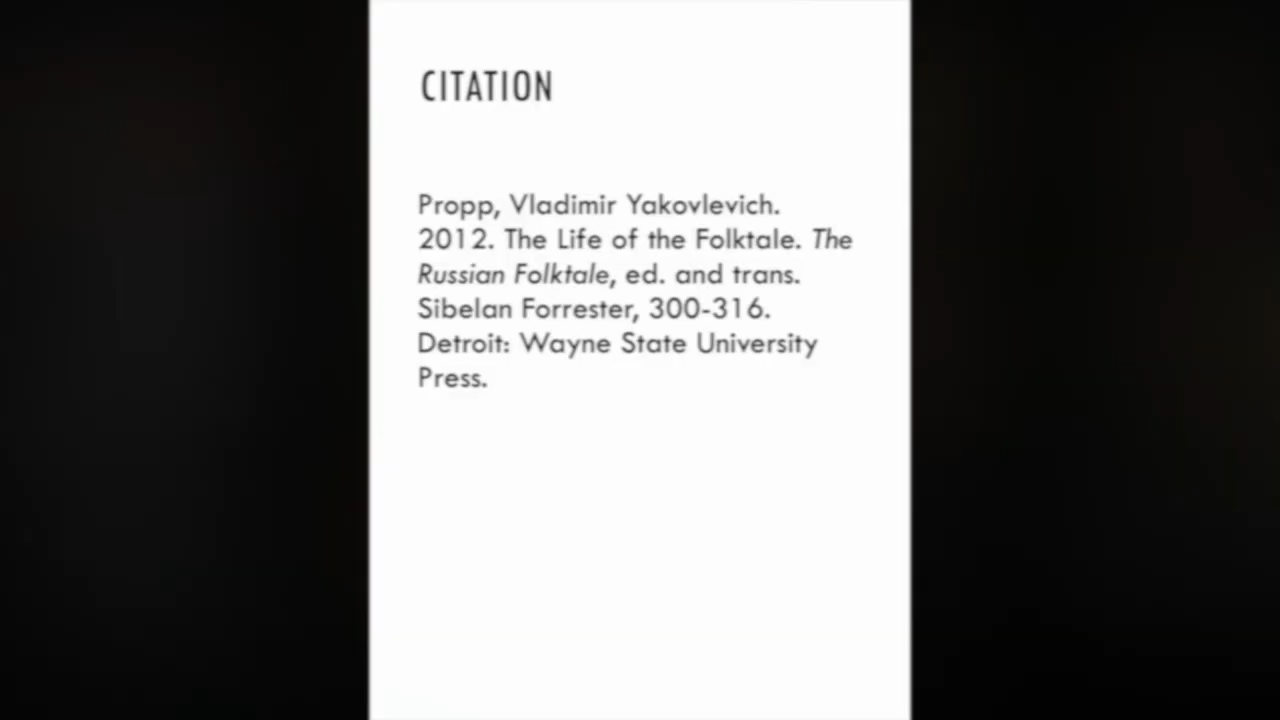 CITATION
Propp, Vladimir Yakovlevich.
2012. The Life of the Folktale. The
Russian Folktale, ed. and trans.
Sibelan Forrester, 300-316.
Detroit: Wayne State University
Press.